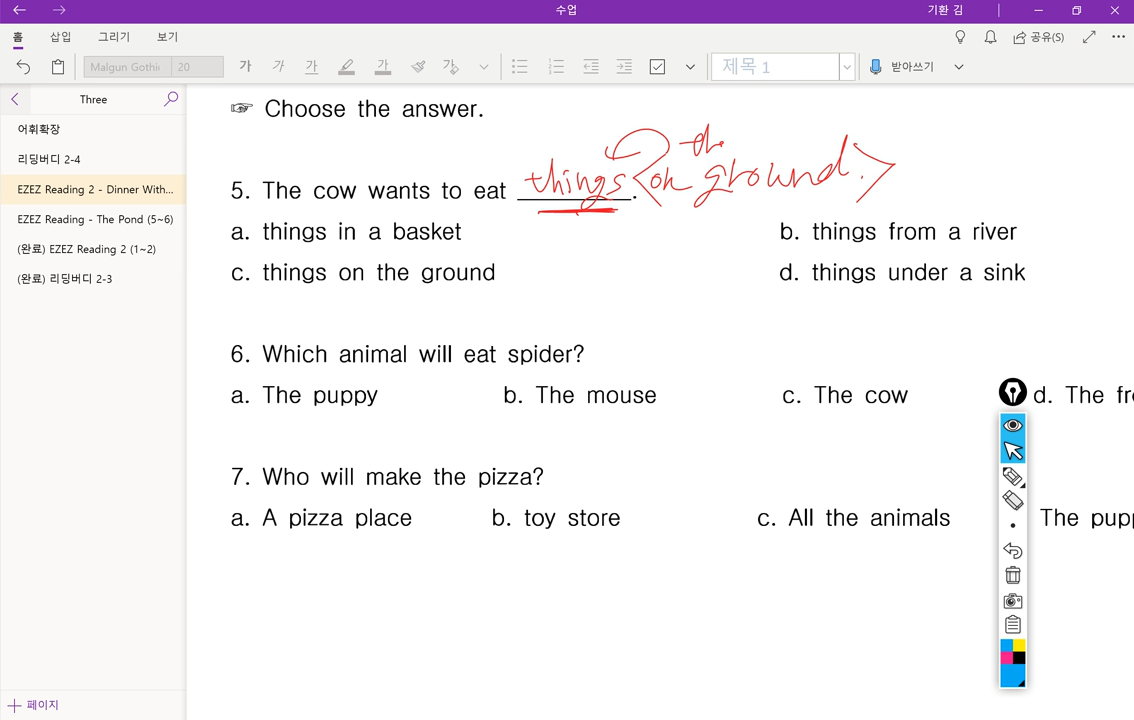 수업
기환 김
홈 삽입 그리기 보기
공유(S)
Malgun Gothic 20
가 가 가 가
제목 1
받아쓰기
Three
어휘확장
리딩버디 2-4
EZEZ Reading 2 - Dinner With...
EZEZ Reading - The Pond (5~6)
(완료) EZEZ Reading 2 (1~2)
(완료) 리딩버디 2-3
페이지
☞ Choose the answer.
the
5. The cow wants to eat things <on ground.>
a. things in a basket b. things from a river
c. things on the ground d. things under a sink
6. Which animal will eat spider?
a. The puppy b. The mouse c. The cow d. The fr
7. Who will make the pizza?
a. A pizza place b. toy store c. All the animals The pup